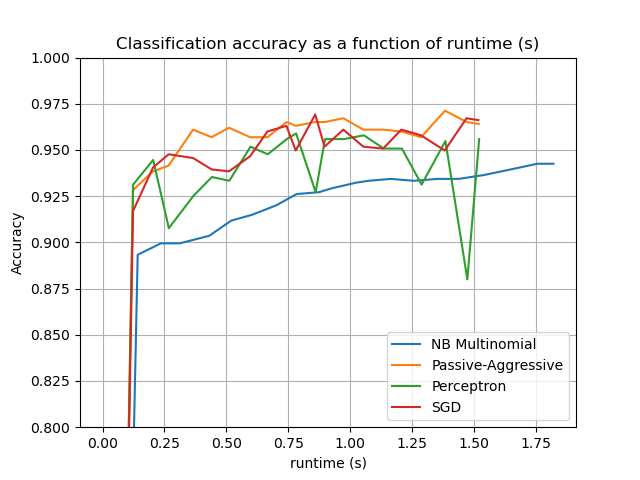 Classification accuracy as a function of runtime (s)
1.000
0.975
0.950
0.925
0.900
0.875
0.850
0.825
0.800
Accuracy
NB Multinomial
Passive-Aggressive
Perceptron
SGD
0.00 0.25 0.50 0.75 1.00 1.25 1.50 1.75
runtime (s)